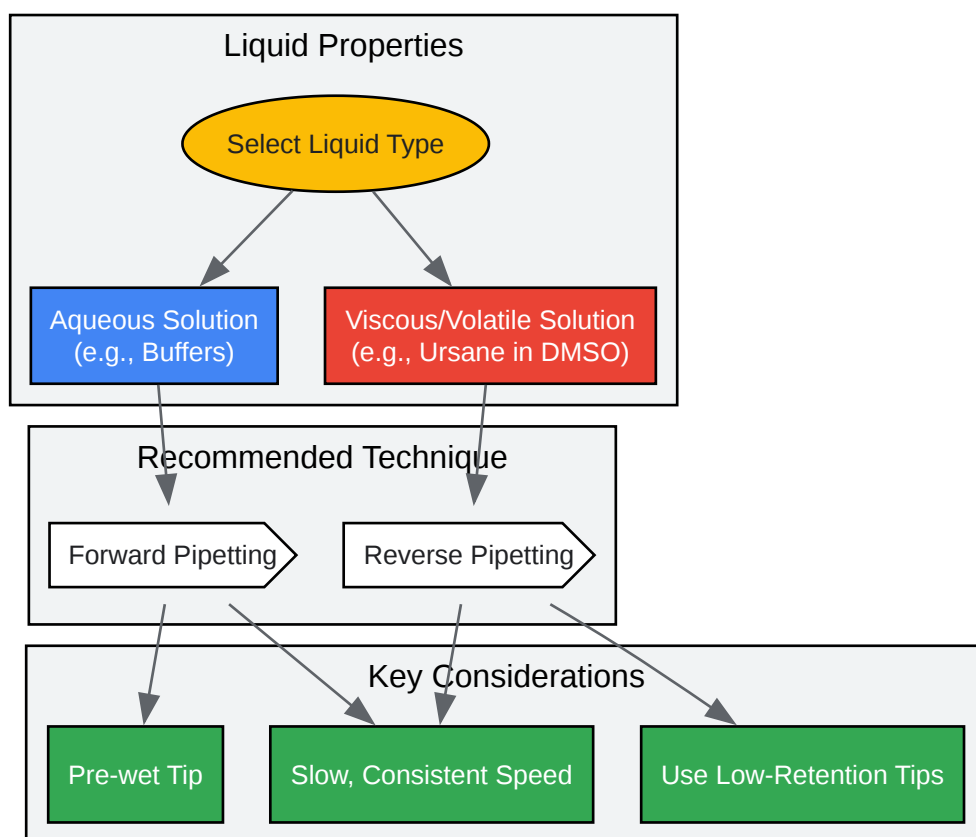 Liquid Properties
Select Liquid Type
Aqueous Solution
(e.g., Buffers)
Viscous/Volatile Solution
(e.g., Ursane in DMSO)
Recommended Technique
Forward Pipetting
Reverse Pipetting
Key Considerations
Pre-wet Tip
Slow, Consistent Speed
Use Low-Retention Tips